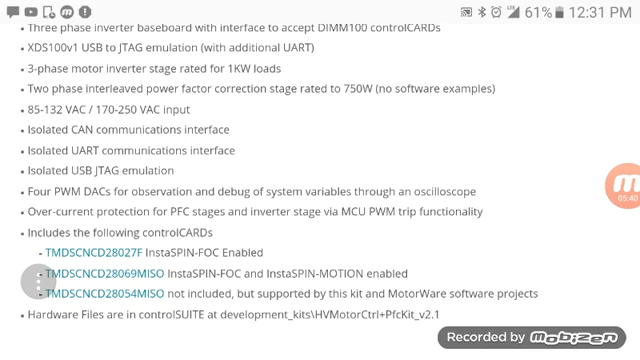 61% 12:31 PM
• Three phase inverter baseboard with interface to accept DIMM100 controlCARDs
• XDS100v1 USB to JTAG emulation (with additional UART)
• 3-phase motor inverter stage rated for 1KW loads
• Two phase interleaved power factor correction stage rated to 750W (no software examples)
• 85-132 VAC / 170-250 VAC input
• Isolated CAN communications interface
• Isolated UART communications interface
• Isolated USB JTAG emulation
• Four PWM DACs for observation and debug of system variables through an oscilloscope
• Over-current protection for PFC stages and inverter stage via MCU PWM trip functionality
05:40
• Includes the following controlCARDs
- TMDSCNCD28027F InstaSPIN-FOC Enabled
- TMDSCNCD28069MISO InstaSPIN-FOC and InstaSPIN-MOTION enabled
- TMDSCNCD28054MISO not included, but supported by this kit and MotorWare software projects
• Hardware Files are in controlSUITE at development_kits\HVMotorCtrl+PfcKit_v2.1
Recorded by mobizen